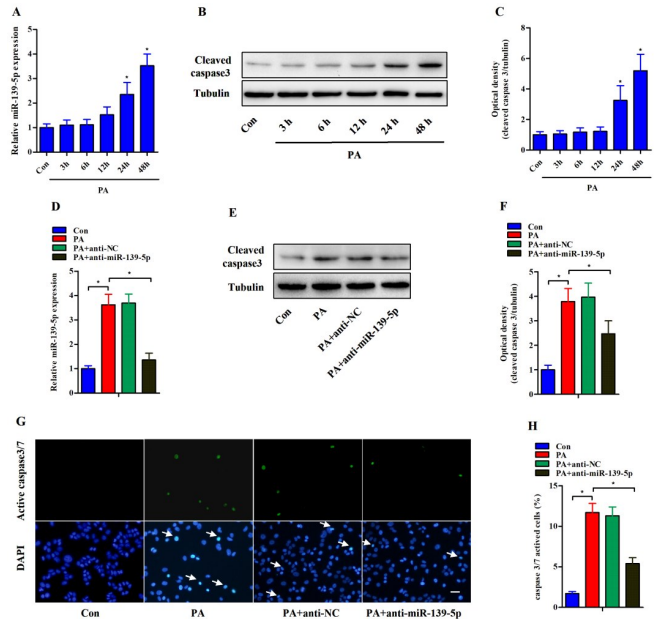 A
Relative miR-139-5p expression
5
4
3
2
1
0
*
*
Con
3h
6h
12h
24h
48h
PA
B
Cleaved
caspase3
Tubulin
Con
3 h
6 h
12 h
24 h
48 h
PA
C
Optical density
(cleaved caspase 3/tubulin)
8
6
4
2
0
*
*
Con
3h
6h
12h
24h
48h
PA
D
Con
PA
PA+anti-NC
PA+anti-miR-139-5p
Relative miR-139-5p expression
5
4
3
2
1
0
*
*
E
Cleaved
caspase3
Tubulin
Con
PA
PA+anti-NC
PA+anti-miR-139-5p
F
Con
PA
PA+anti-NC
PA+anti-miR-139-5p
Optical density
(cleaved caspase 3/tubulin)
6
4
2
0
*
*
G
Active caspase3/7
DAPI
Con
PA
PA+anti-NC
PA+anti-miR-139-5p
H
Con
PA
PA+anti-NC
PA+anti-miR-139-5p
caspase 3/7 actived cells (%)
15
10
5
0
*
*